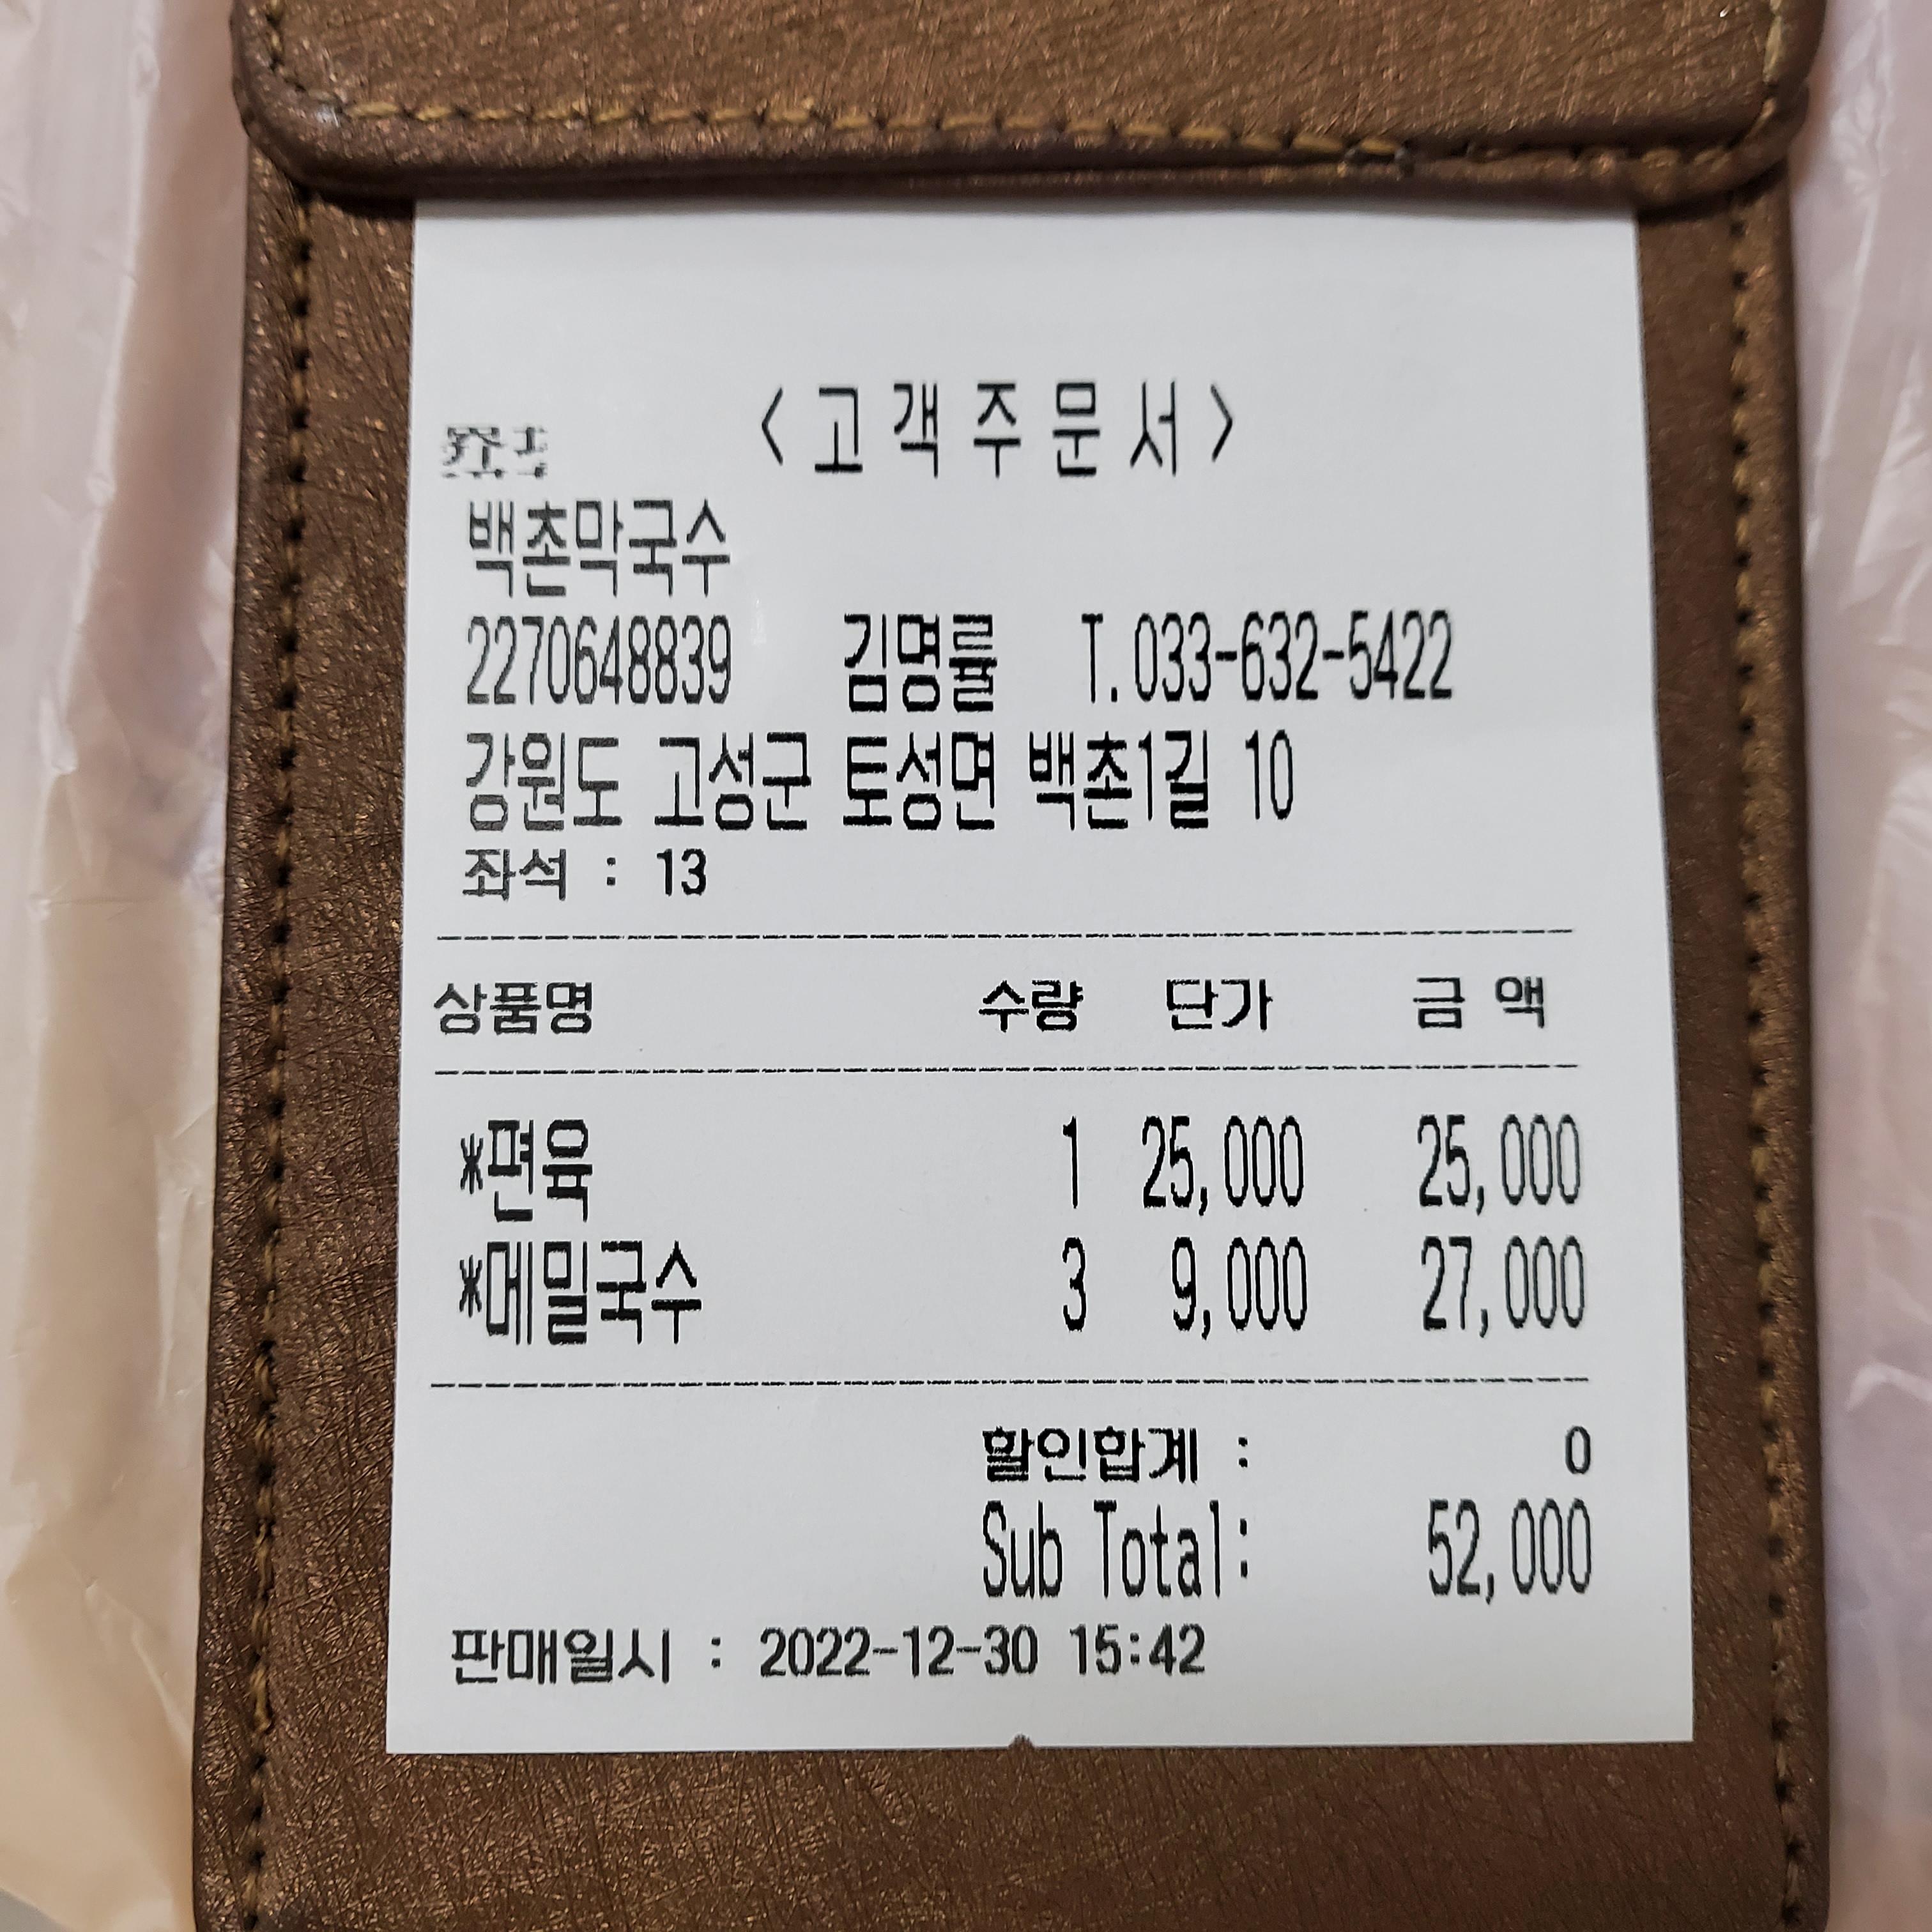 <고객주문서>
백촌막국수
2270648839 김명률 T.033-632-5422
강원도 고성군 토성면 백촌1길 10
좌석 : 13
상품명 수량 단가 금 액
*편육 1 25,000 25,000
*메밀국수 3 9,000 27,000
할인합계 : 0
Sub Total: 52,000
판매일시 : 2022-12-30 15:42